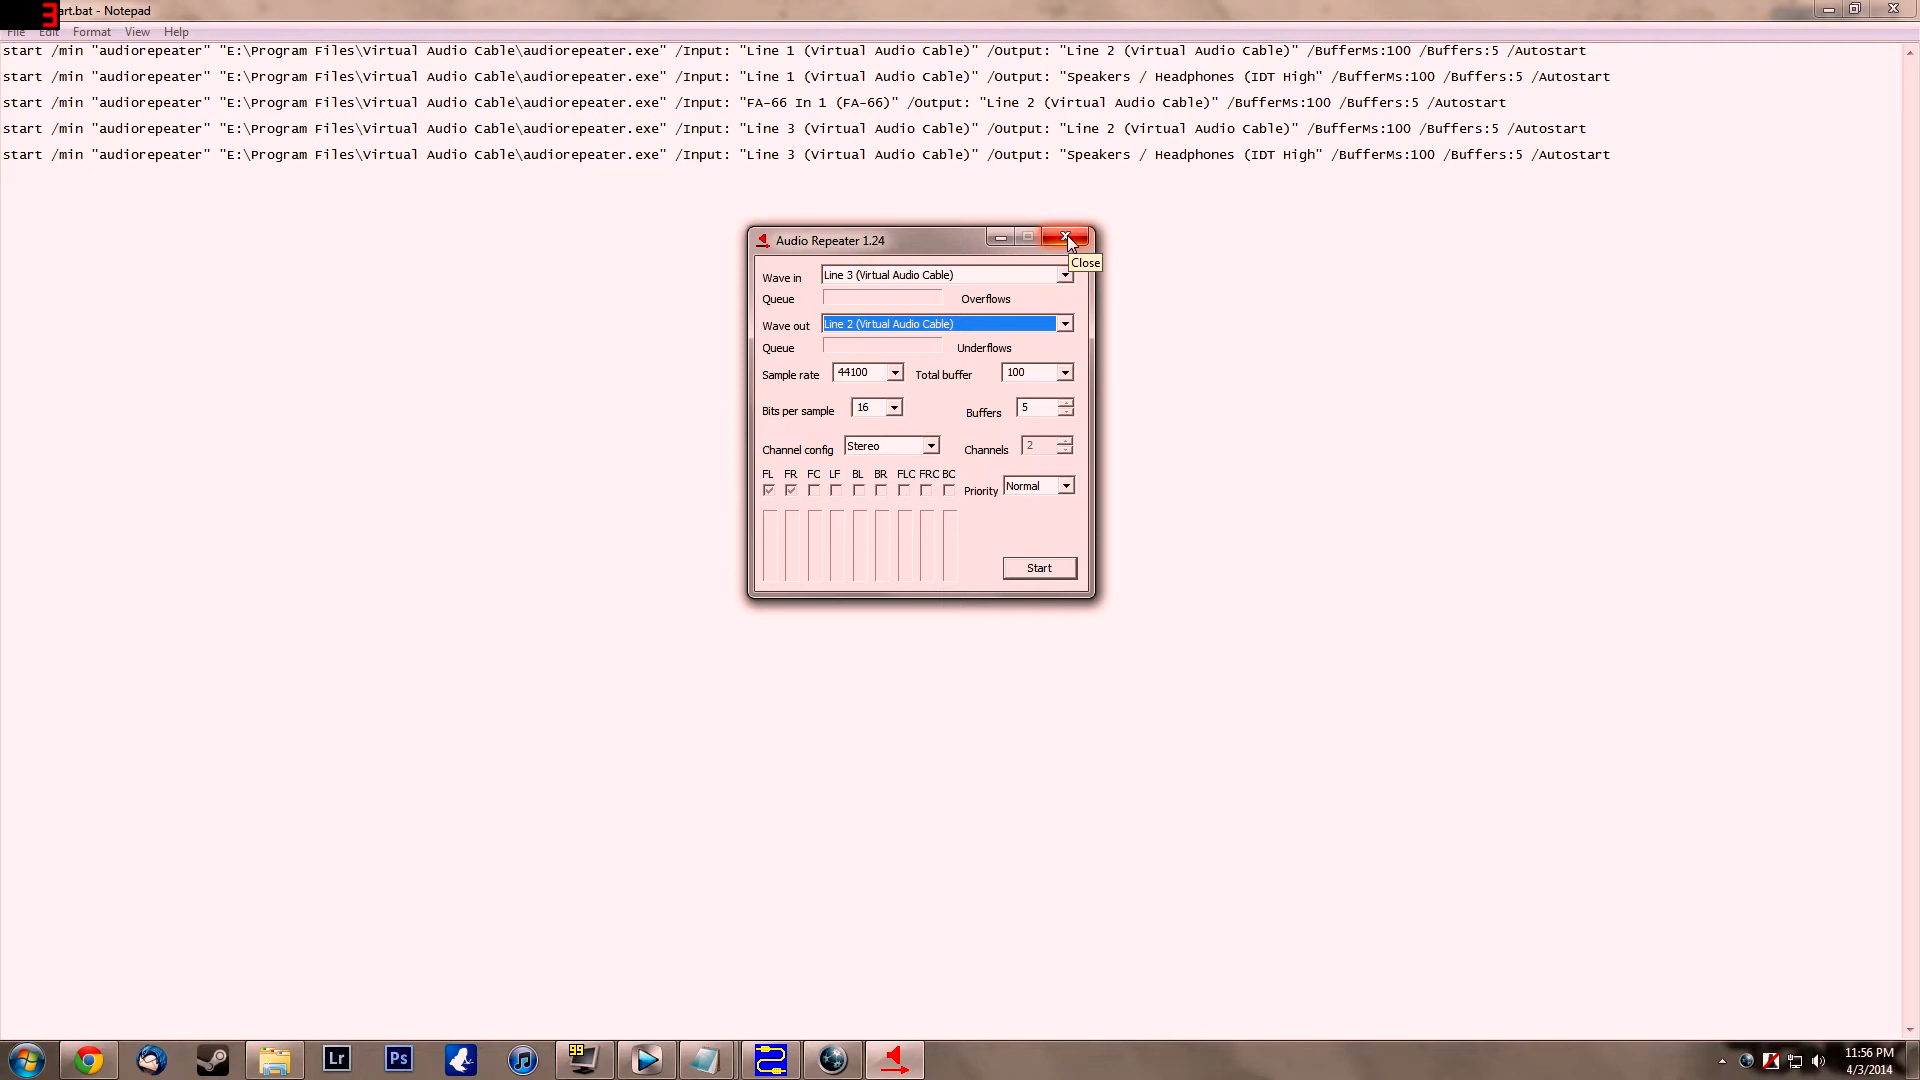 3
art.bat - Notepad
File Edit Format View Help
start /min "audiorepeater" "E:\Program Files\Virtual Audio Cable\audiorepeater.exe" /Input: "Line 1 (Virtual Audio Cable)" /Output: "Line 2 (Virtual Audio Cable)" /BufferMs:100 /Buffers:5 /Autostart
start /min "audiorepeater" "E:\Program Files\Virtual Audio Cable\audiorepeater.exe" /Input: "Line 1 (Virtual Audio Cable)" /Output: "Speakers / Headphones (IDT High" /BufferMs:100 /Buffers:5 /Autostart
start /min "audiorepeater" "E:\Program Files\Virtual Audio Cable\audiorepeater.exe" /Input: "FA-66 In 1 (FA-66)" /Output: "Line 2 (Virtual Audio Cable)" /BufferMs:100 /Buffers:5 /Autostart
start /min "audiorepeater" "E:\Program Files\Virtual Audio Cable\audiorepeater.exe" /Input: "Line 3 (Virtual Audio Cable)" /Output: "Line 2 (Virtual Audio Cable)" /BufferMs:100 /Buffers:5 /Autostart
start /min "audiorepeater" "E:\Program Files\Virtual Audio Cable\audiorepeater.exe" /Input: "Line 3 (Virtual Audio Cable)" /Output: "Speakers / Headphones (IDT High" /BufferMs:100 /Buffers:5 /Autostart
Audio Repeater 1.24
Close
Wave in Line 3 (Virtual Audio Cable)
Queue Overflows
Wave out Line 2 (Virtual Audio Cable)
Queue Underflows
Sample rate 44100 Total buffer 100
Bits per sample 16 Buffers 5
Channel config Stereo Channels 2
FL FR FC LF BL BR FLC FRC BC
Priority Normal
Start
Lr Ps 99
11:56 PM
4/3/2014